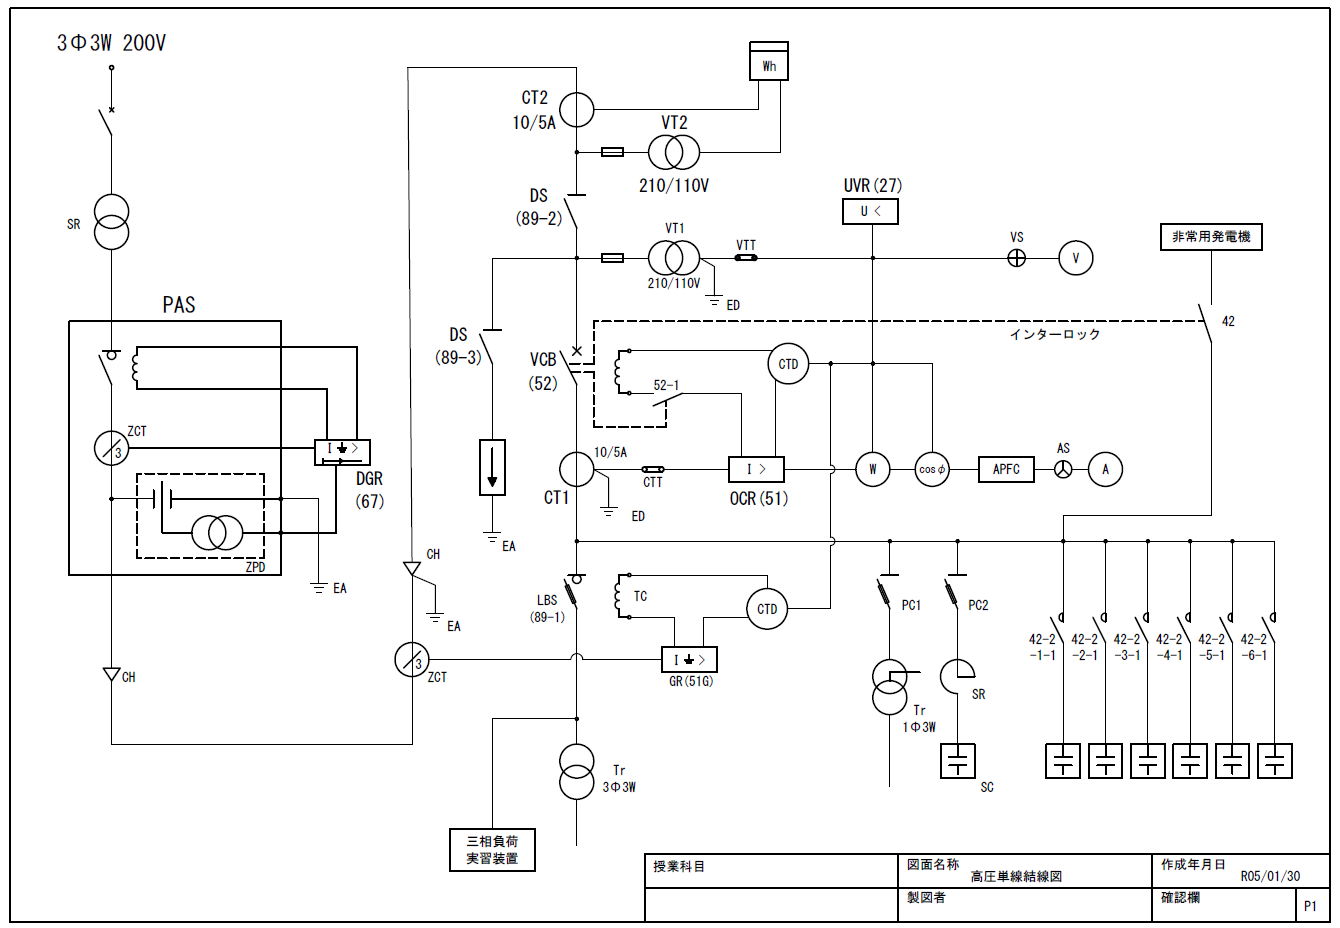 3Φ3W 200V
SR
PAS
ZCT
3
I >
DGR
(67)
ZPD
EA
CH
CH
EA
3
ZCT
CT2
10/5A
VT2
210/110V
Wh
DS
(89-2)
VT1
210/110V
ED
VTT
UVR(27)
U <
VS
V
非常用発電機
42
インターロック
DS
(89-3)
EA
VCB
(52)
52-1
CTD
10/5A
CT1
ED
CTT
I >
OCR(51)
W
cosφ
APFC
AS
A
LBS
(89-1)
TC
CTD
I >
GR(51G)
PC1
PC2
Tr
1Φ3W
SR
SC
42-2
-1-1
42-2
-2-1
42-2
-3-1
42-2
-4-1
42-2
-5-1
42-2
-6-1
Tr
3Φ3W
三相負荷
実習装置
授業科目
図面名称
高圧単線結線図
作成年月日
R05/01/30
製図者
確認欄
P1